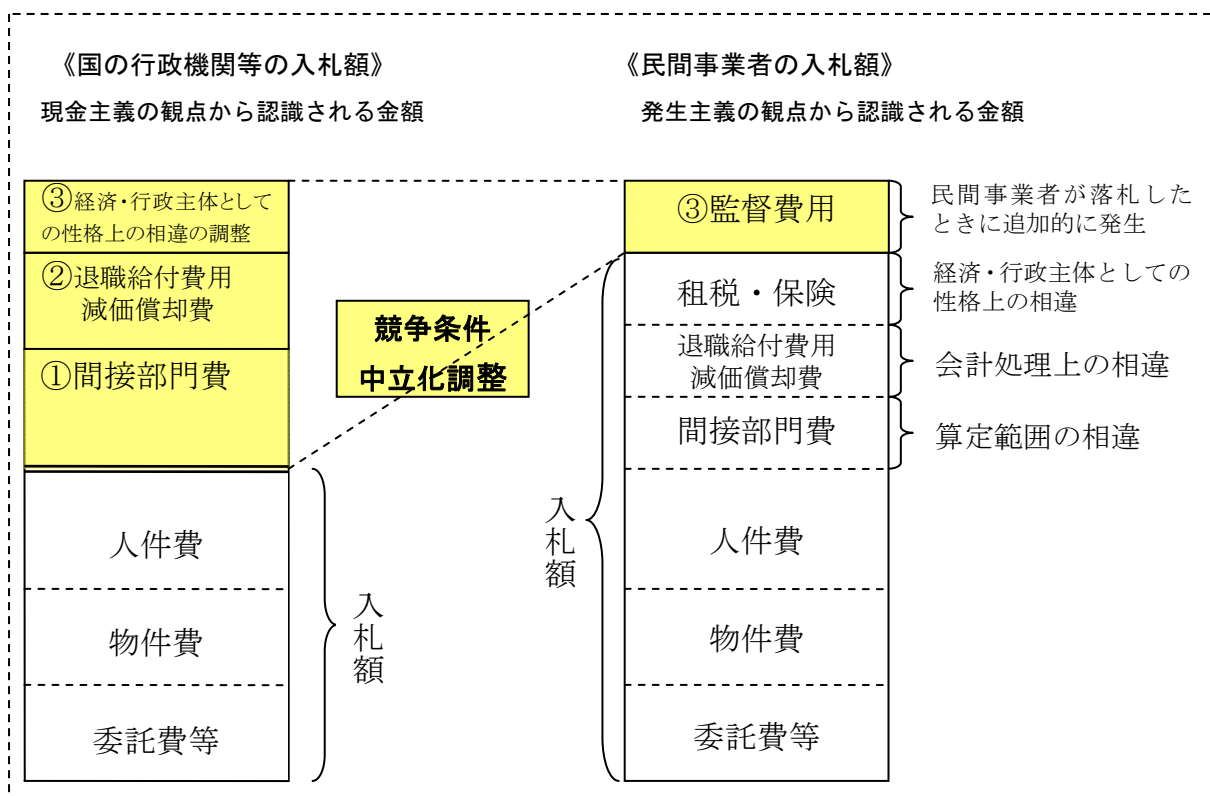 《国の行政機関等の入札額》
現金主義の観点から認識される金額
《民間事業者の入札額》
発生主義の観点から認識される金額
③経済・行政主体として
の性格上の相違の調整
②退職給付費用
減価償却費
①間接部門費
人件費
物件費
委託費等
入札額
競争条件
中立化調整
③監督費用
租税・保険
退職給付費用
減価償却費
間接部門費
人件費
物件費
委託費等
入札額
民間事業者が落札した
ときに追加的に発生
経済・行政主体としての
性格上の相違
会計処理上の相違
算定範囲の相違